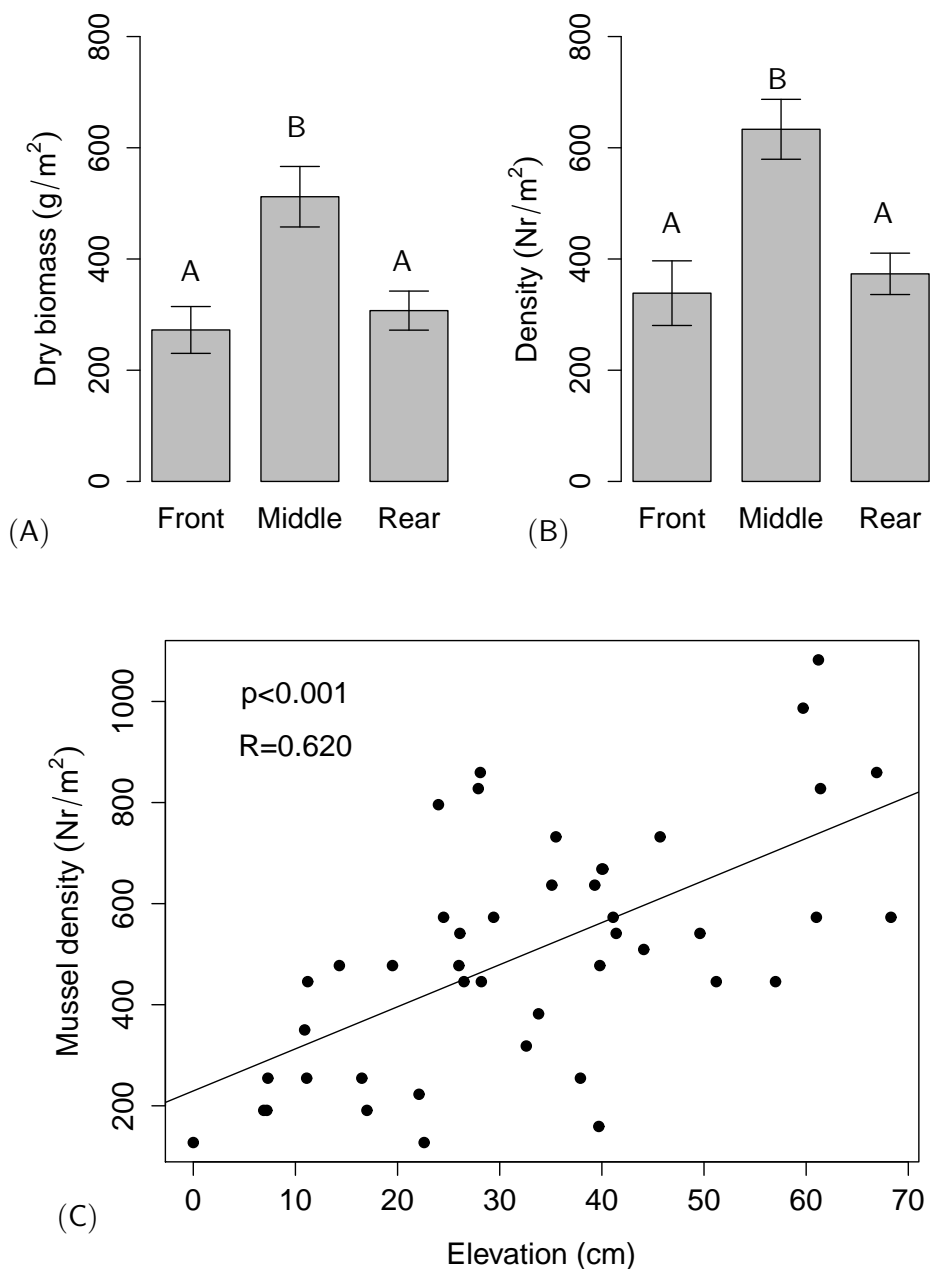 Dry biomass (g/m²)
0 200 400 600 800
A
B
A
Front Middle Rear
(A)
Density (Nr/m²)
0 200 400 600 800
A
B
A
Front Middle Rear
(B)
p<0.001
R=0.620
Mussel density (Nr/m²)
200 400 600 800 1000
0 10 20 30 40 50 60 70
Elevation (cm)
(C)